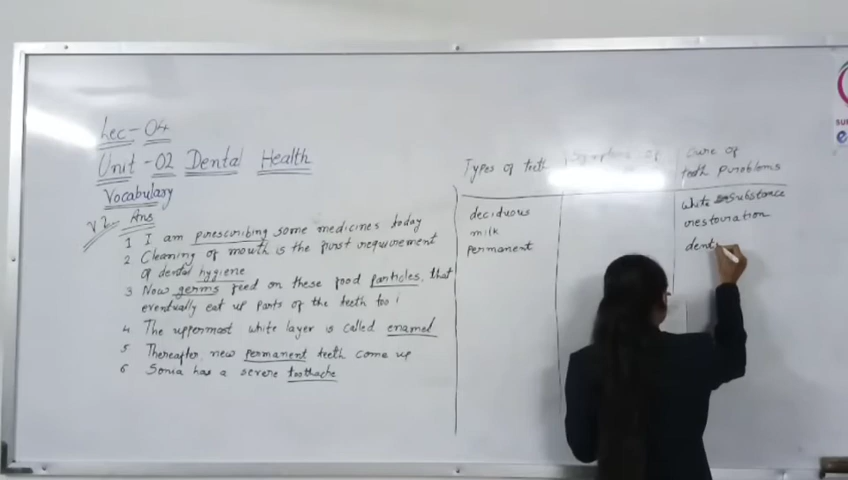 Lec-04
Unit-02 Dental Health
Vocabulary
V2 Ans
1 I am prescribing some medicines today
2 Cleaning of mouth is the first requirement
of dental hygiene
3 Now germs feed on these food particles, that
eventually eat up parts of the teeth too!
4 The uppermost white layer is called enamel
5 Thereafter, new permanent teeth come up
6 Sonia has a severe toothache
Types of teeth
deciduous
milk
permanent
Symptoms of
Cure of
teeth problems
white substance
restoration
dent